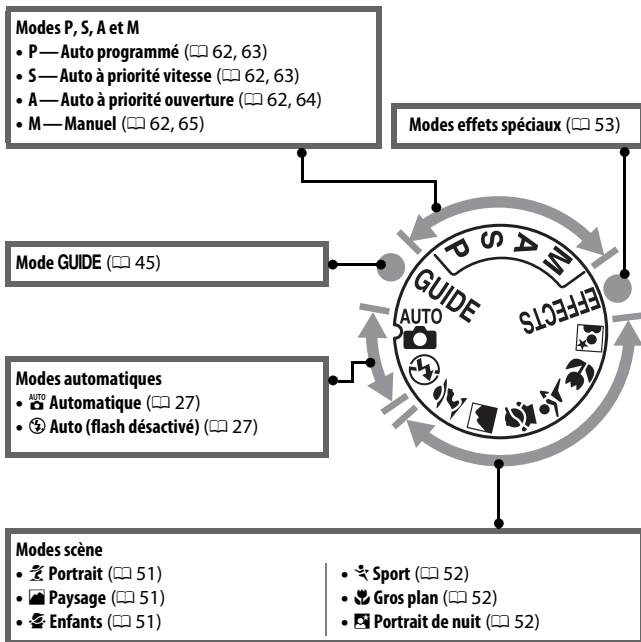 Modes P, S, A et M
• P—Auto programmé (📖 62, 63)
• S—Auto à priorité vitesse (📖 62, 63)
• A—Auto à priorité ouverture (📖 62, 64)
• M—Manuel (📖 62, 65)
Modes effets spéciaux (📖 53)
Mode GUIDE (📖 45)
P S A M
GUIDE
EFFECTS
AUTO
Modes automatiques
• AUTO Automatique (📖 27)
• Auto (flash désactivé) (📖 27)
Modes scène
• Portrait (📖 51)
• Paysage (📖 51)
• Enfants (📖 51)
• Sport (📖 52)
• Gros plan (📖 52)
• Portrait de nuit (📖 52)